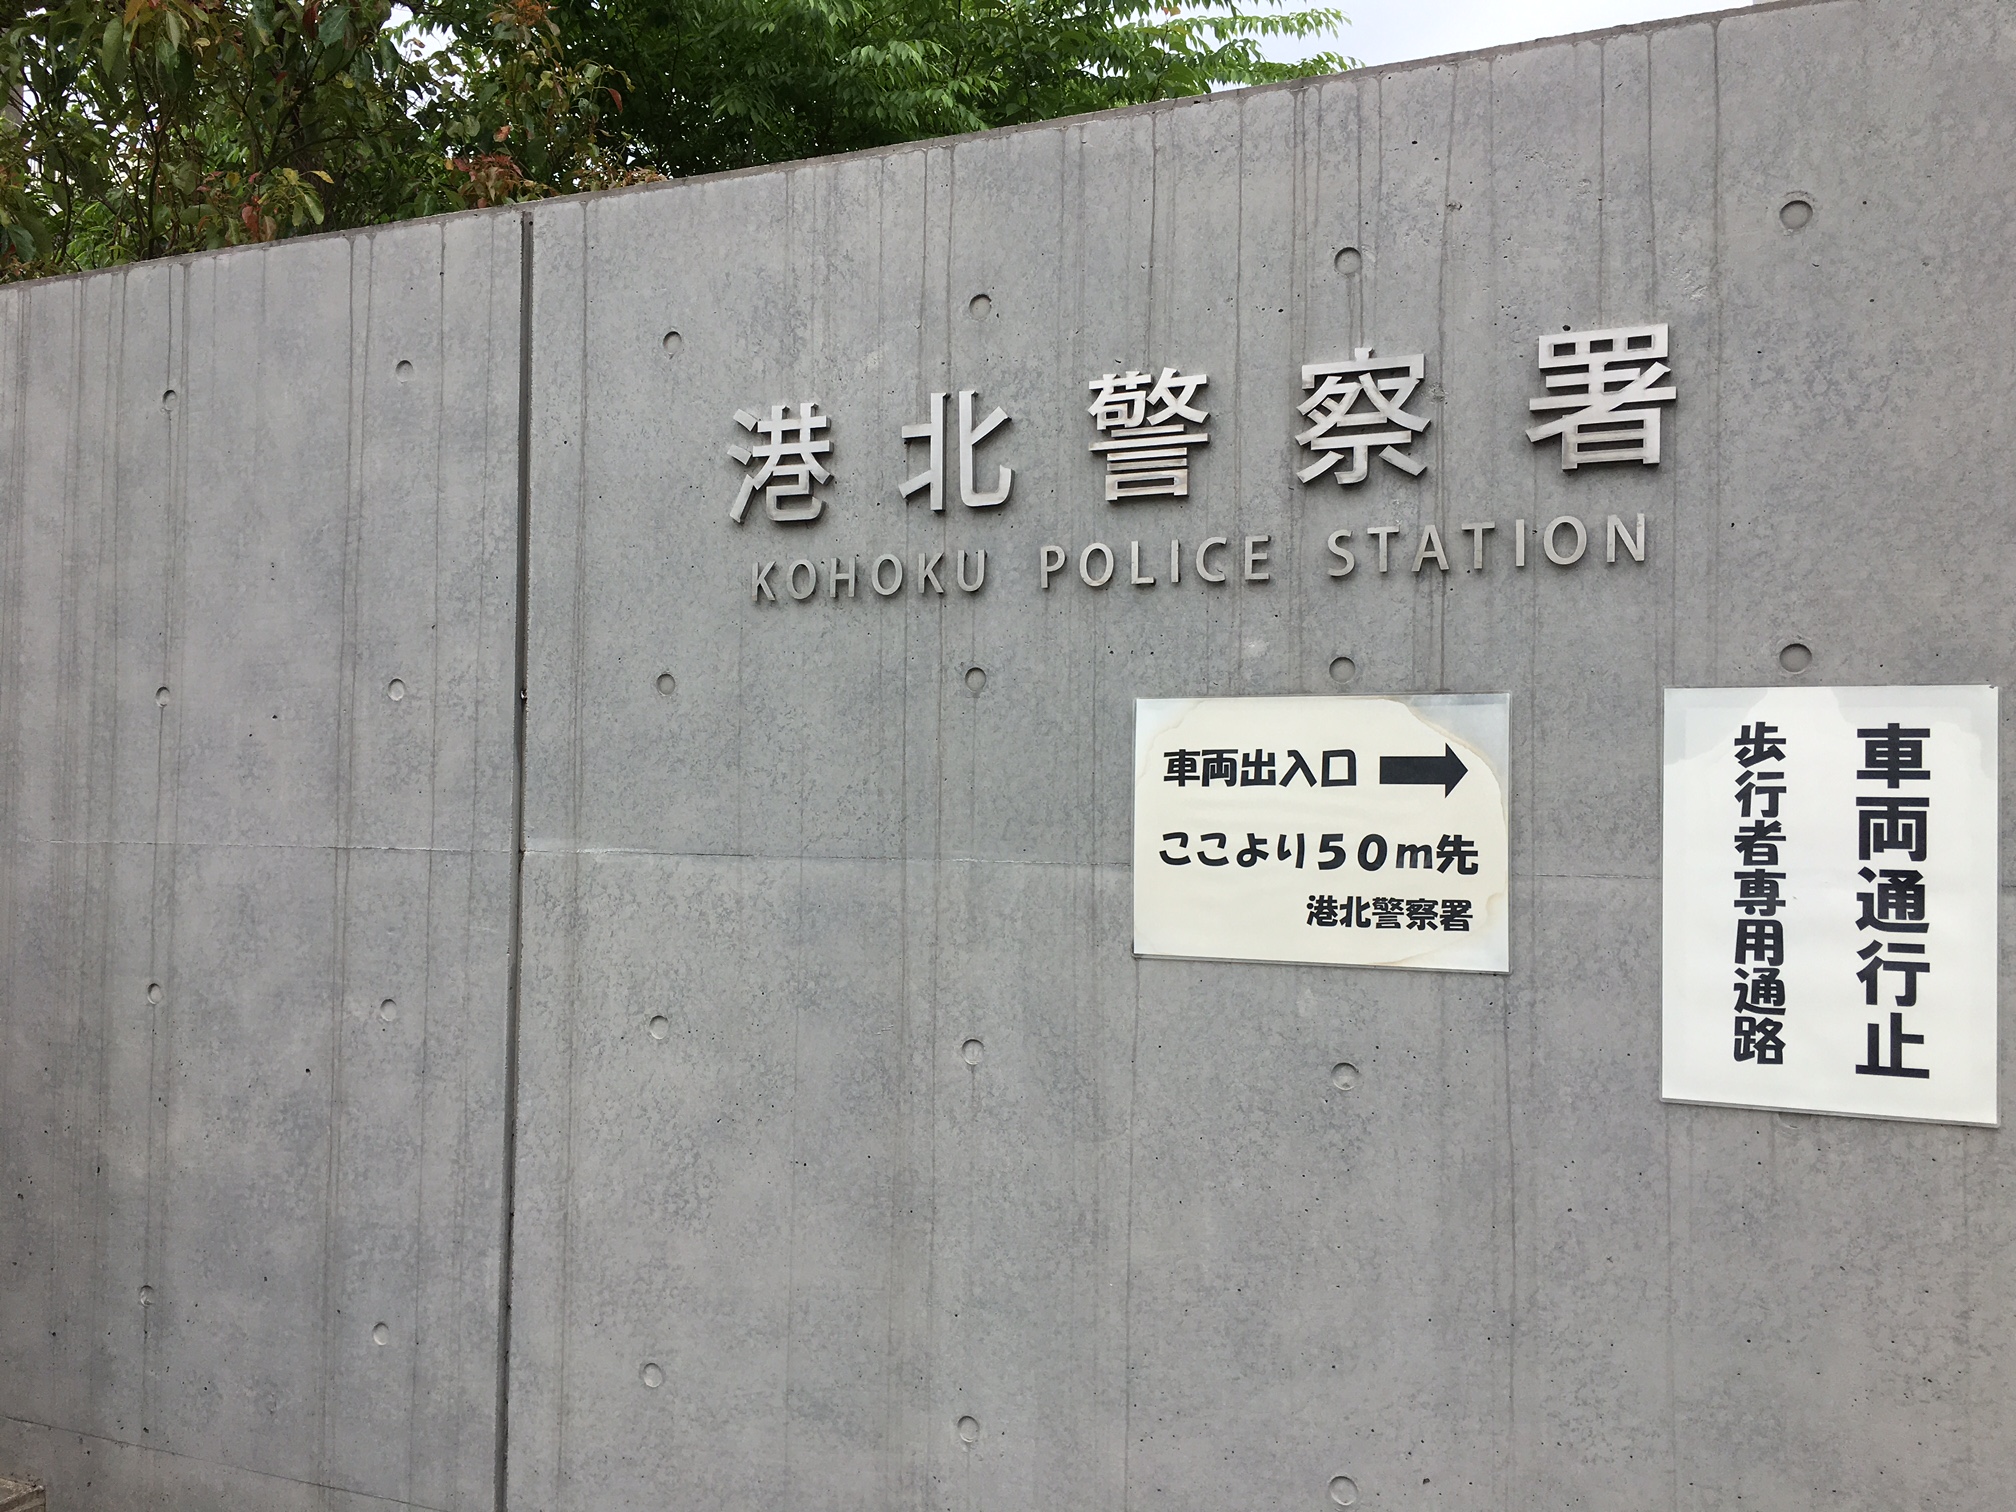 港北警察署
KOHOKU POLICE STATION
車両出入口 ➡
ここより５０ｍ先
港北警察署
車両通行止
歩行者専用通路